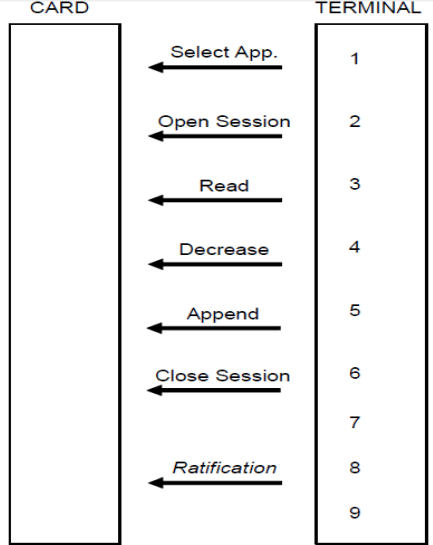 CARD TERMINAL
Select App. 1
Open Session 2
Read 3
Decrease 4
Append 5
Close Session 6
7
Ratification 8
9